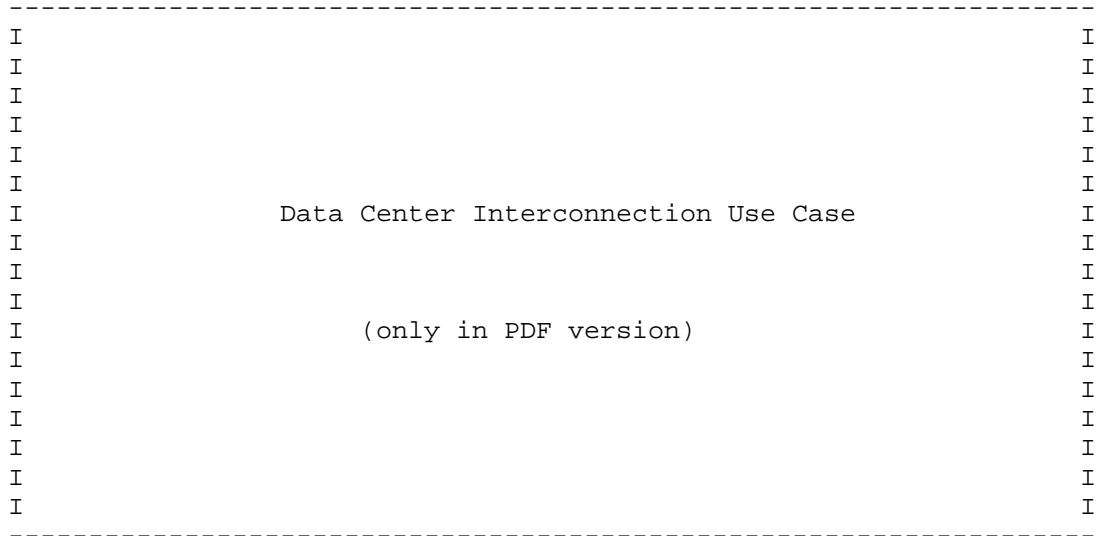 --------------------------------------------------------------------
I                                                                  I
I                                                                  I
I                                                                  I
I                                                                  I
I                                                                  I
I                                                                  I
I                Data Center Interconnection Use Case              I
I                                                                  I
I                                                                  I
I                                                                  I
I                     (only in PDF version)                        I
I                                                                  I
I                                                                  I
I                                                                  I
I                                                                  I
I                                                                  I
I                                                                  I
--------------------------------------------------------------------